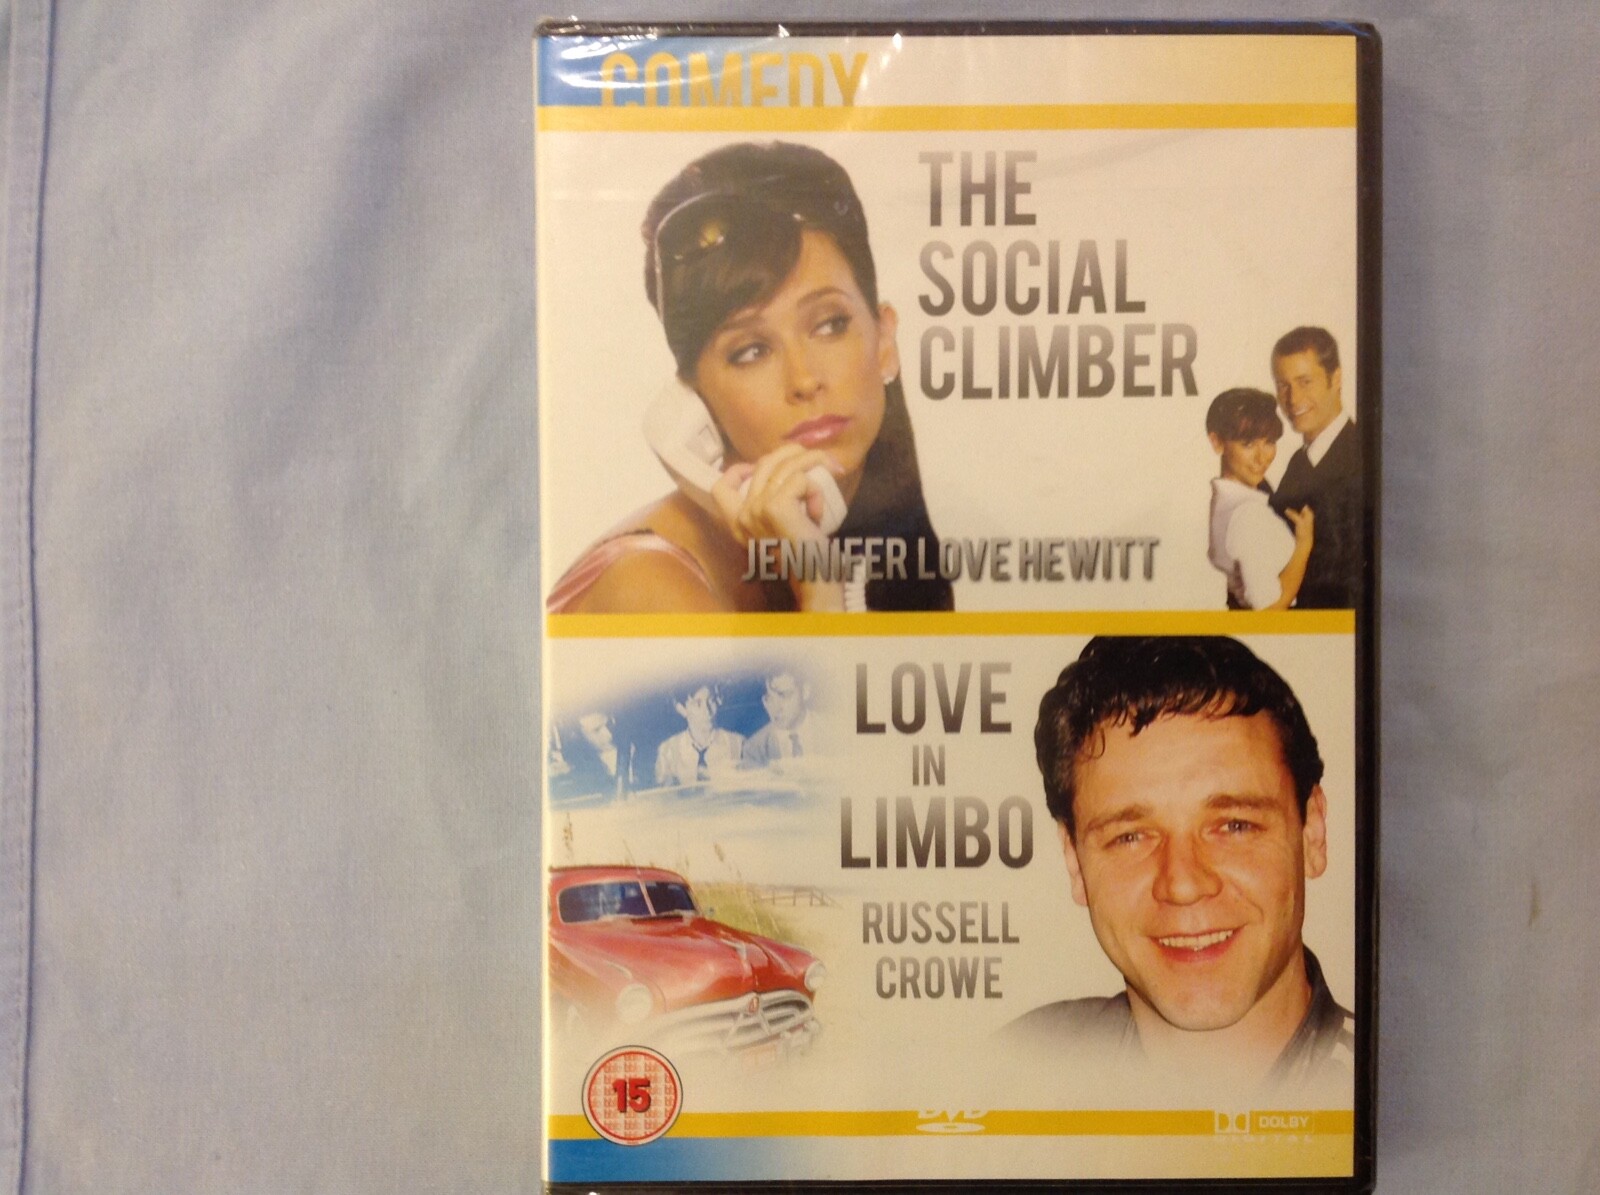 COMEDY
THE
SOCIAL
CLIMBER
JENNIFER LOVE HEWITT
LOVE
IN
LIMBO
RUSSELL
CROWE
15
DVD
DOLBY
DIGITAL